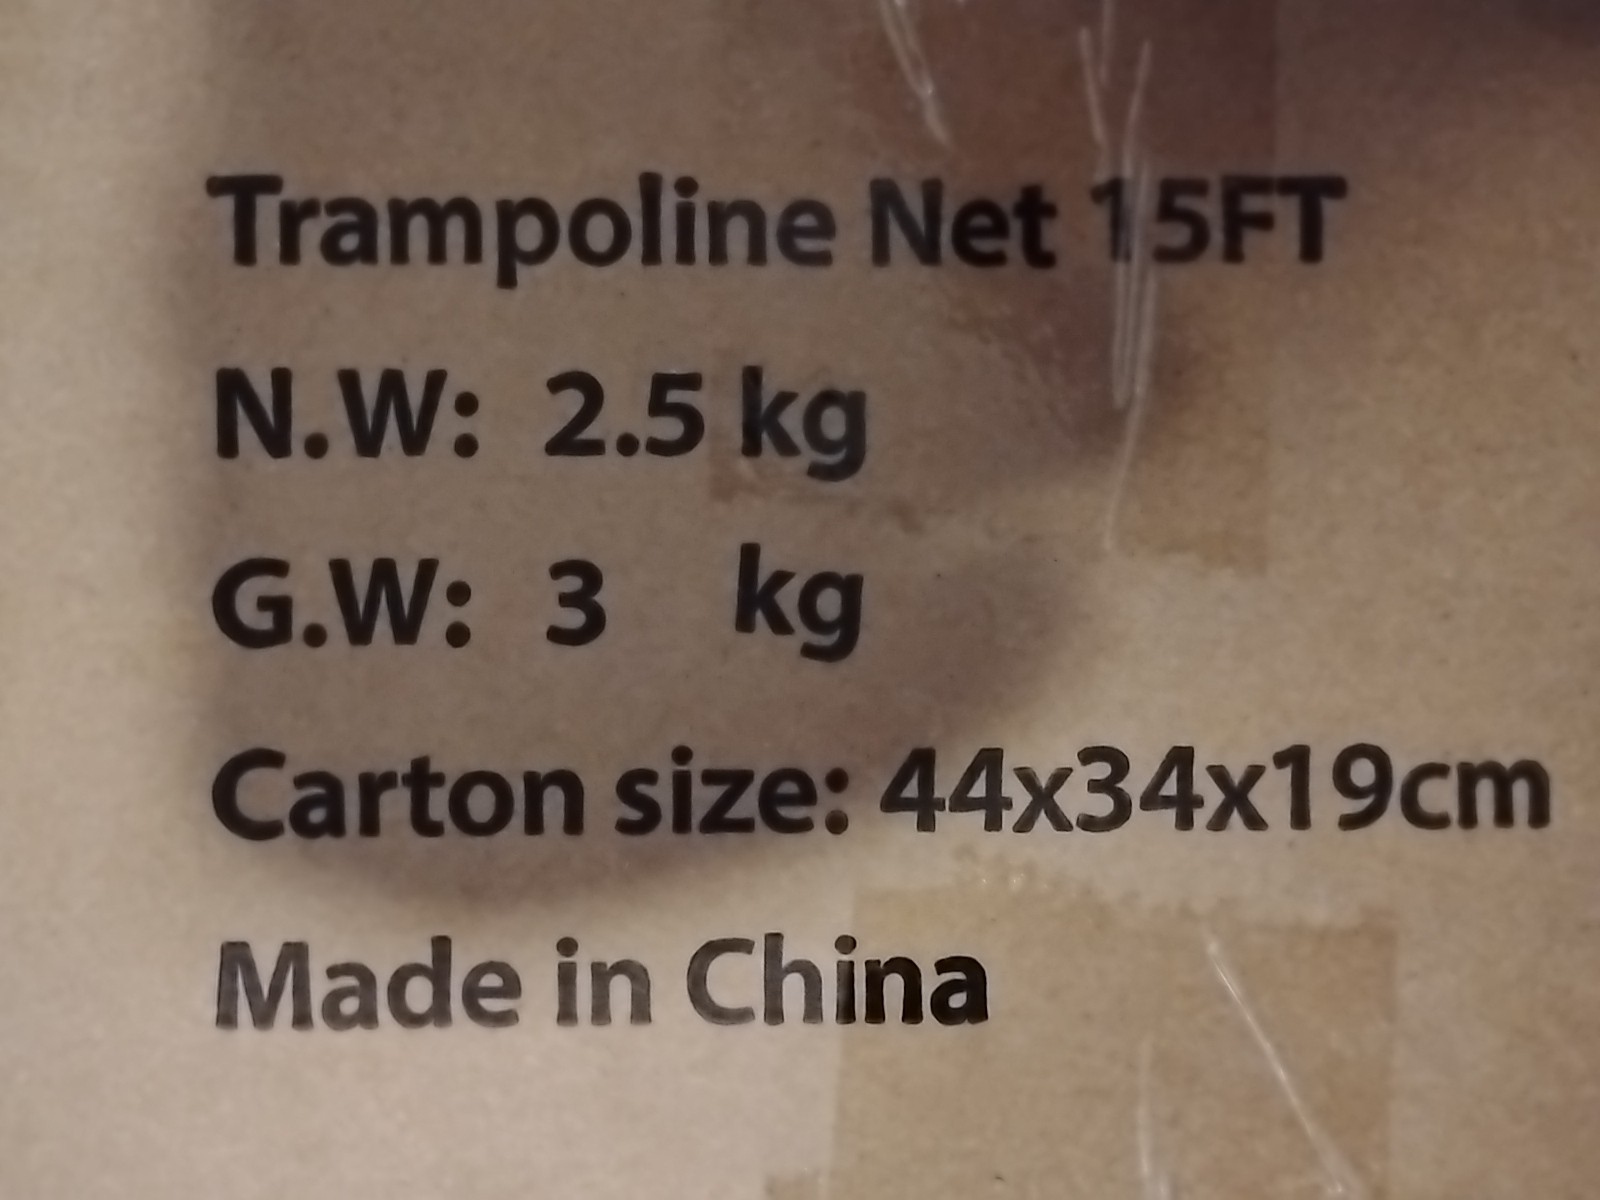 Trampoline Net 15FT
N.W: 2.5 kg
G.W: 3 kg
Carton size: 44x34x19cm
Made in China